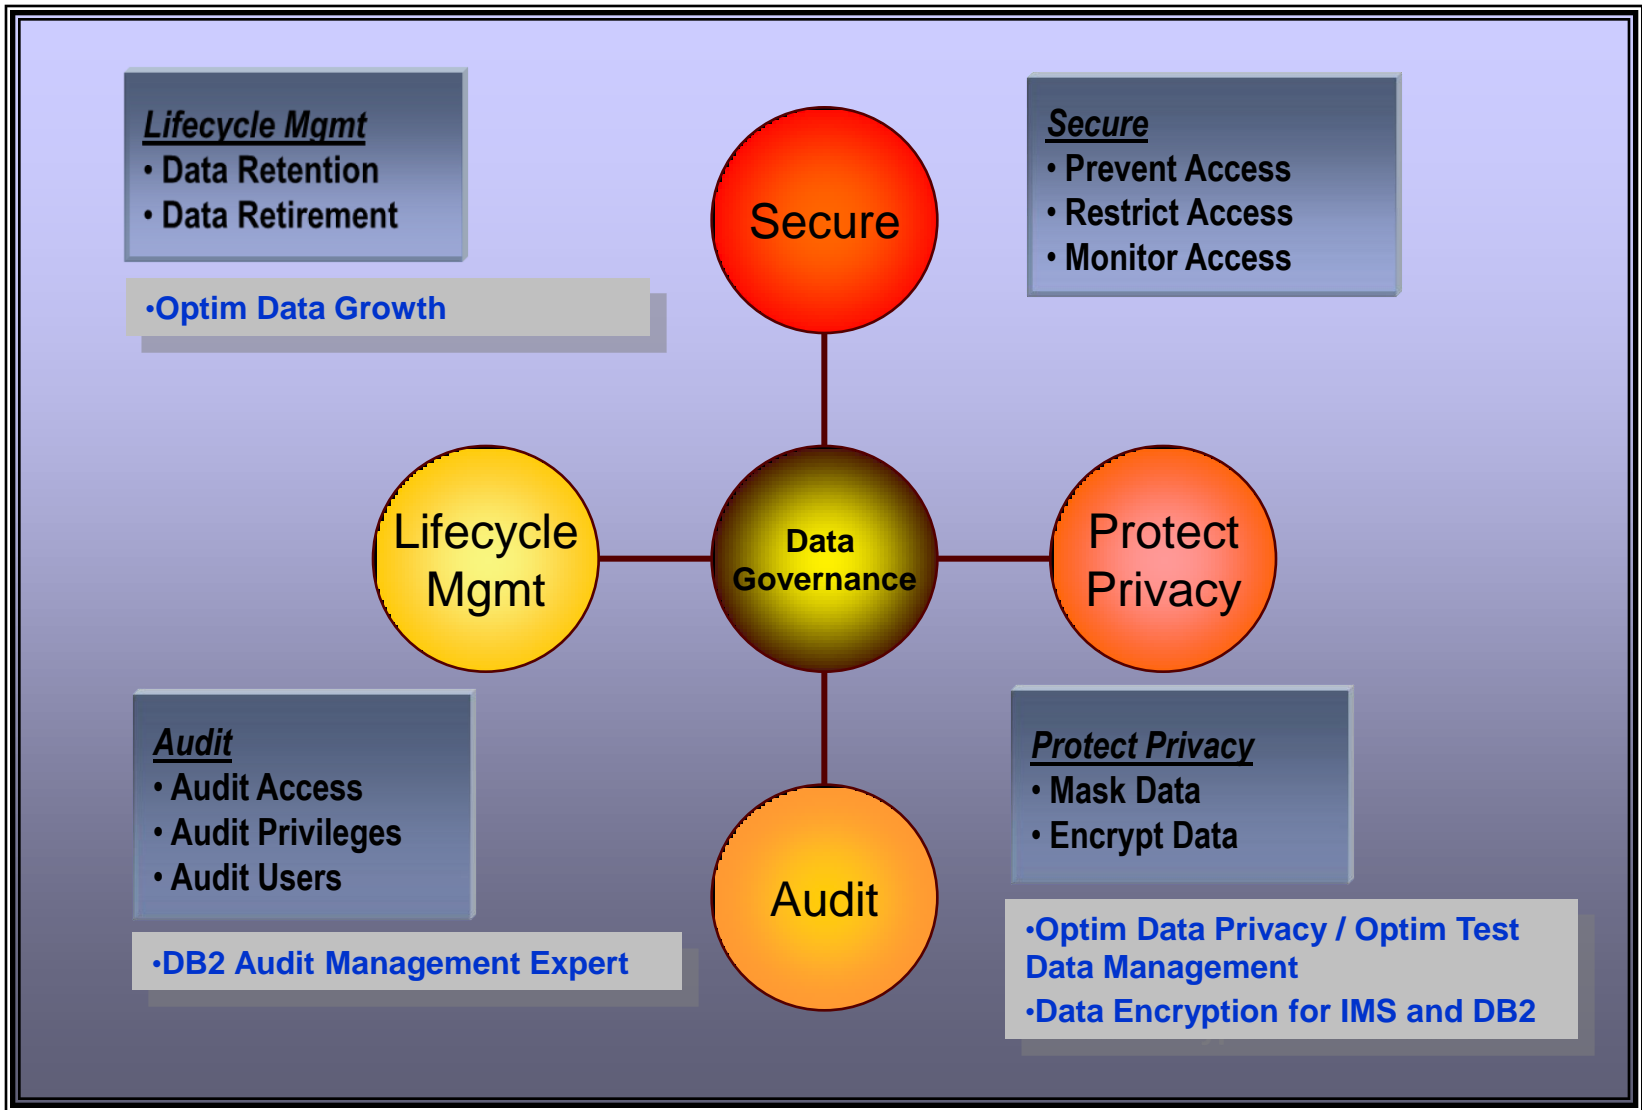 Lifecycle Mgmt
• Data Retention
• Data Retirement
•Optim Data Growth
Secure
Secure
• Prevent Access
• Restrict Access
• Monitor Access
Lifecycle
Mgmt
Data
Governance
Protect
Privacy
Audit
• Audit Access
• Audit Privileges
• Audit Users
•DB2 Audit Management Expert
Audit
Protect Privacy
• Mask Data
• Encrypt Data
•Optim Data Privacy / Optim Test
Data Management
•Data Encryption for IMS and DB2